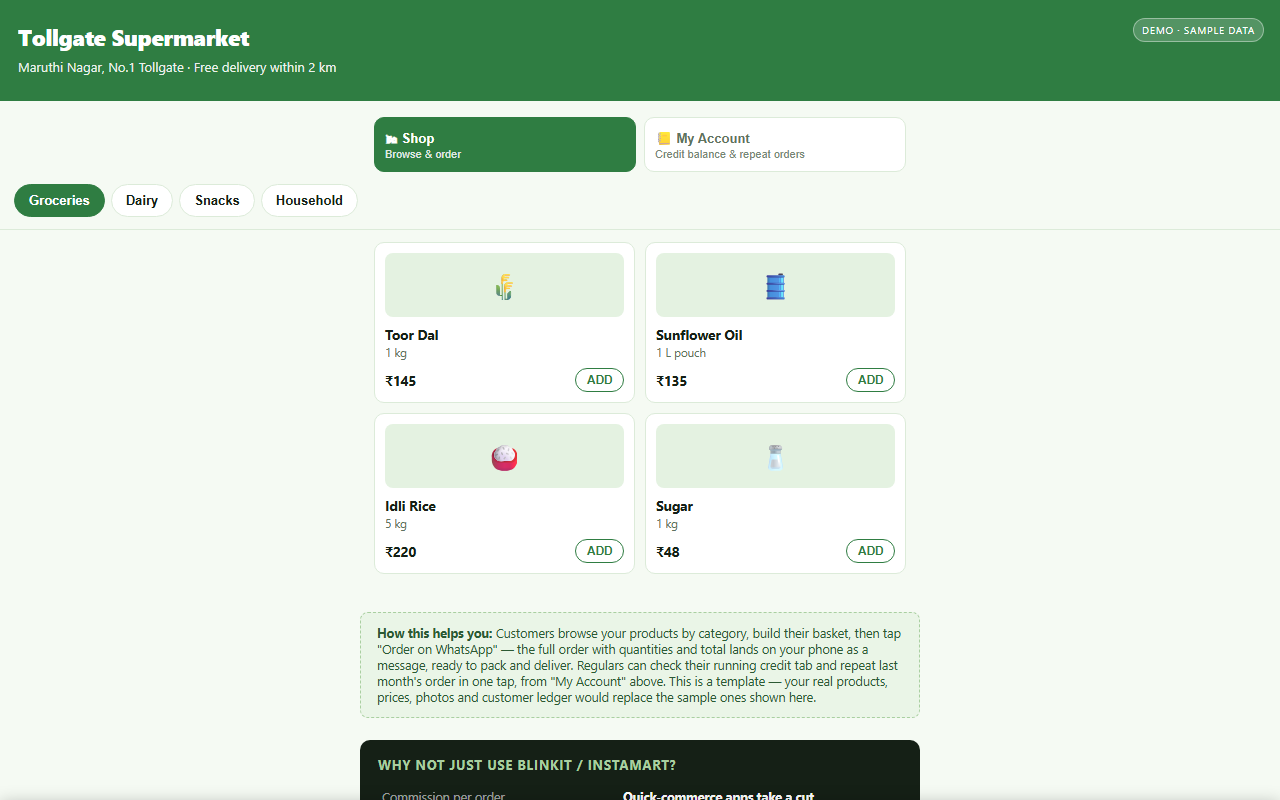 Tollgate Supermarket
DEMO · SAMPLE DATA
Maruthi Nagar, No.1 Tollgate · Free delivery within 2 km
Shop
Browse & order
My Account
Credit balance & repeat orders
Groceries
Dairy
Snacks
Household
Toor Dal
1 kg
₹145
ADD
Sunflower Oil
1 L pouch
₹135
ADD
Idli Rice
5 kg
₹220
ADD
Sugar
1 kg
₹48
ADD
How this helps you: Customers browse your products by category, build their basket, then tap
"Order on WhatsApp" — the full order with quantities and total lands on your phone as a
message, ready to pack and deliver. Regulars can check their running credit tab and repeat last
month's order in one tap, from "My Account" above. This is a template — your real products,
prices, photos and customer ledger would replace the sample ones shown here.
WHY NOT JUST USE BLINKIT / INSTAMART?
Commission per order
Quick-commerce apps take a cut